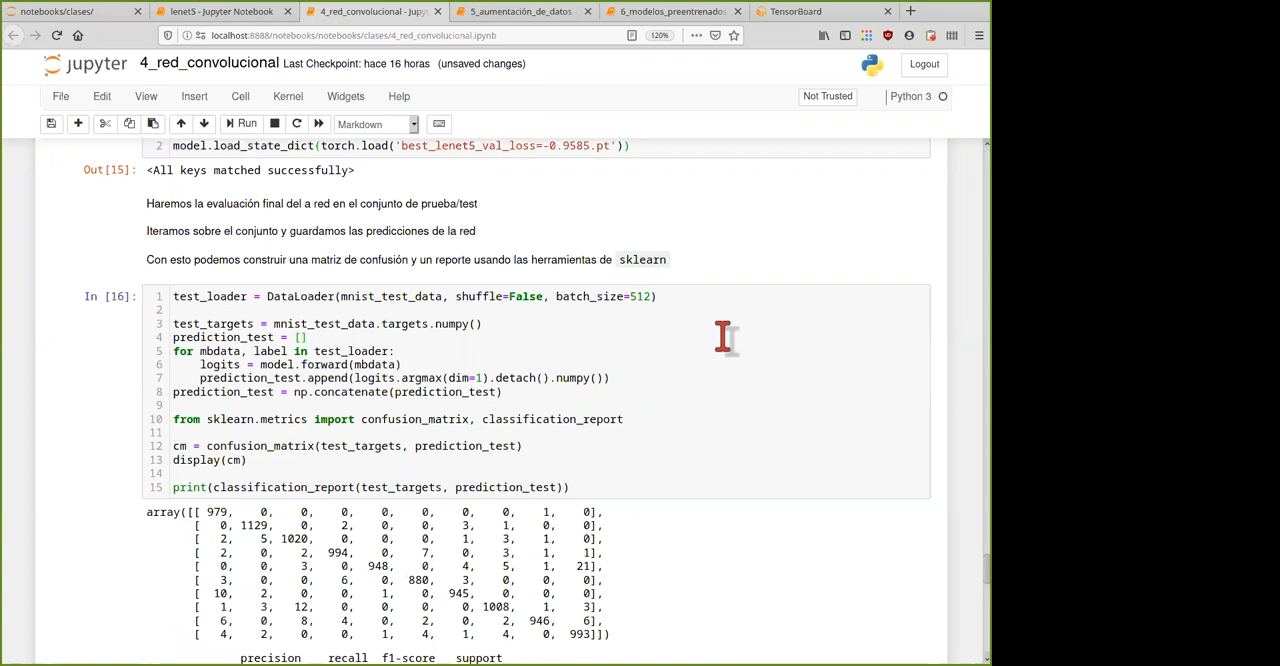 notebooks/clases/
lenet5 - Jupyter Notebook
4_red_convolucional - Jupyt
5_aumentación_de_datos -
6_modelos_preentrenados
TensorBoard
localhost:8888/notebooks/notebooks/clases/4_red_convolucional.ipynb
120%
jupyter 4_red_convolucional Last Checkpoint: hace 16 horas (unsaved changes)
Logout
File Edit View Insert Cell Kernel Widgets Help
Not Trusted
Python 3
Run
Markdown
2 model.load_state_dict(torch.load('best_lenet5_val_loss=-0.9585.pt'))
Out[15]: <All keys matched successfully>
Haremos la evaluación final del a red en el conjunto de prueba/test
Iteramos sobre el conjunto y guardamos las predicciones de la red
Con esto podemos construir una matriz de confusión y un reporte usando las herramientas de sklearn
In [16]:
1 test_loader = DataLoader(mnist_test_data, shuffle=False, batch_size=512)
2
3 test_targets = mnist_test_data.targets.numpy()
4 prediction_test = []
5 for mbdata, label in test_loader:
6 logits = model.forward(mbdata)
7 prediction_test.append(logits.argmax(dim=1).detach().numpy())
8 prediction_test = np.concatenate(prediction_test)
9
10 from sklearn.metrics import confusion_matrix, classification_report
11
12 cm = confusion_matrix(test_targets, prediction_test)
13 display(cm)
14
15 print(classification_report(test_targets, prediction_test))
array([[ 979, 0, 0, 0, 0, 0, 0, 0, 1, 0],
[ 0, 1129, 0, 2, 0, 0, 3, 1, 0, 0],
[ 2, 5, 1020, 0, 0, 0, 1, 3, 1, 0],
[ 2, 0, 2, 994, 0, 7, 0, 3, 1, 1],
[ 0, 0, 3, 0, 948, 0, 4, 5, 1, 21],
[ 3, 0, 0, 6, 0, 880, 3, 0, 0, 0],
[ 10, 2, 0, 0, 1, 0, 945, 0, 0, 0],
[ 1, 3, 12, 0, 0, 0, 0, 1008, 1, 3],
[ 6, 0, 8, 4, 0, 2, 0, 2, 946, 6],
[ 4, 2, 0, 0, 1, 4, 1, 4, 0, 993]])
precision recall f1-score support